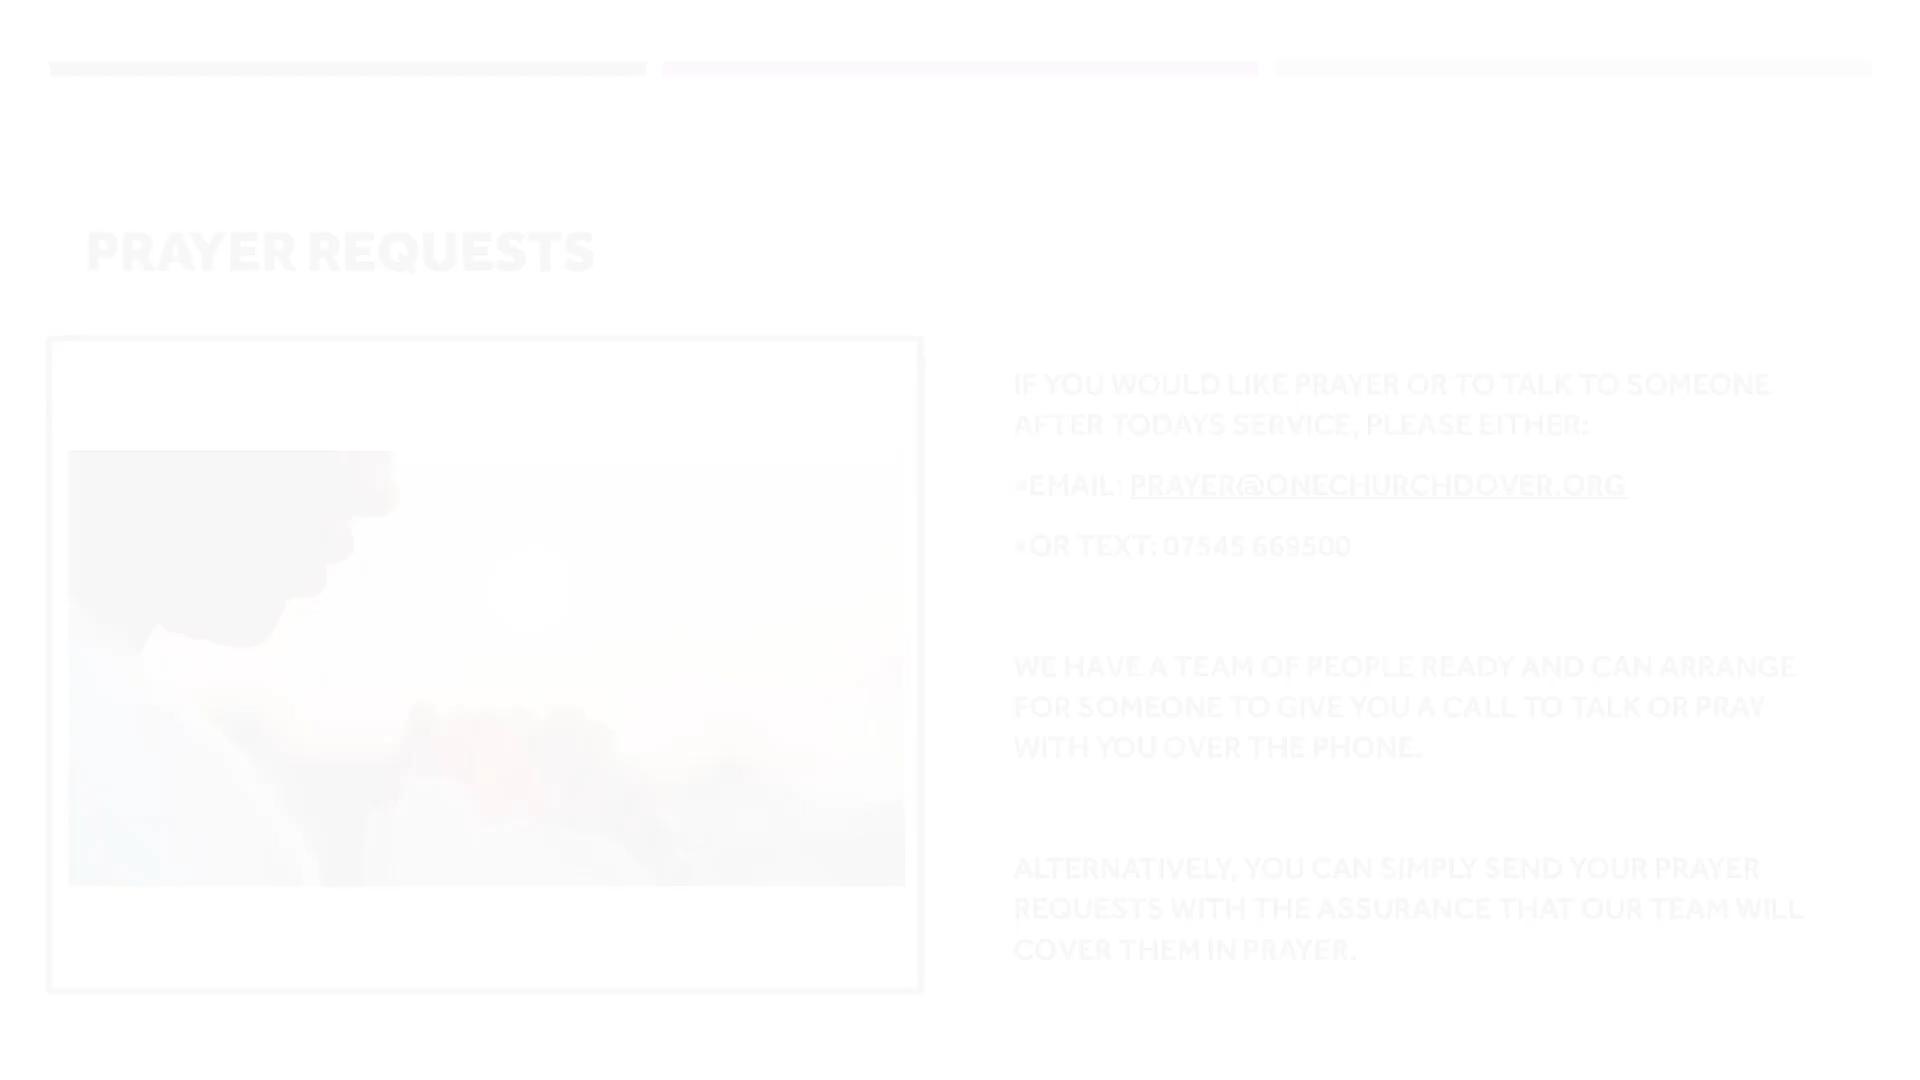 PRAYER REQUESTS
IF YOU WOULD LIKE PRAYER OR TO TALK TO SOMEONE
AFTER TODAYS SERVICE, PLEASE EITHER:
•EMAIL: PRAYER@ONECHURCHDOVER.ORG
•OR TEXT: 07545 669500
WE HAVE A TEAM OF PEOPLE READY AND CAN ARRANGE
FOR SOMEONE TO GIVE YOU A CALL TO TALK OR PRAY
WITH YOU OVER THE PHONE.
ALTERNATIVELY, YOU CAN SIMPLY SEND YOUR PRAYER
REQUESTS WITH THE ASSURANCE THAT OUR TEAM WILL
COVER THEM IN PRAYER.